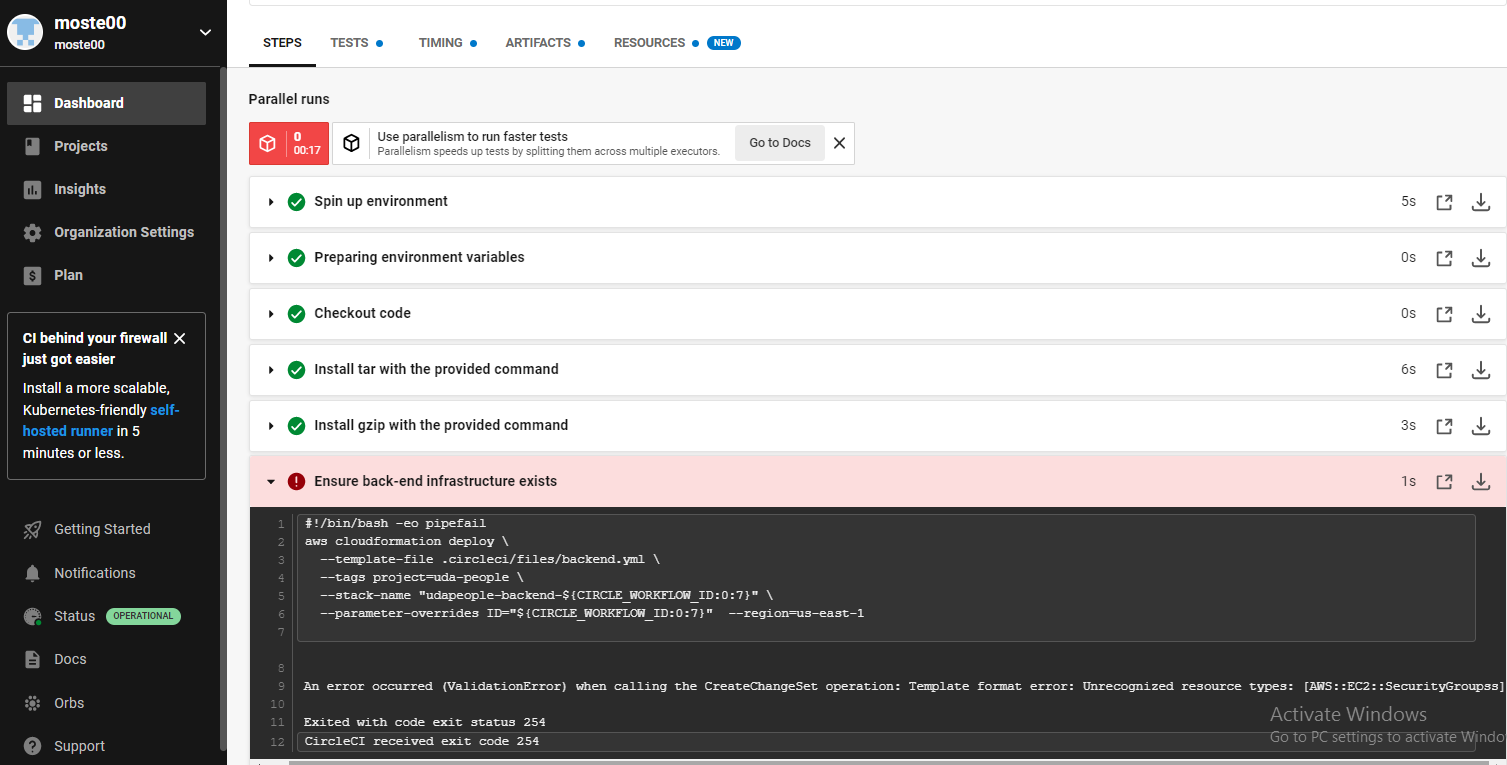 moste00
moste00
Dashboard
Projects
Insights
Organization Settings
Plan
CI behind your firewall
just got easier
Install a more scalable,
Kubernetes-friendly self-
hosted runner in 5
minutes or less.
Getting Started
Notifications
Status OPERATIONAL
Docs
Orbs
Support
STEPS TESTS TIMING ARTIFACTS RESOURCES NEW
Parallel runs
0
00:17
Use parallelism to run faster tests
Parallelism speeds up tests by splitting them across multiple executors.
Go to Docs
Spin up environment 5s
Preparing environment variables 0s
Checkout code 0s
Install tar with the provided command 6s
Install gzip with the provided command 3s
Ensure back-end infrastructure exists 1s
1 #!/bin/bash -eo pipefail
2 aws cloudformation deploy \
3 --template-file .circleci/files/backend.yml \
4 --tags project=uda-people \
5 --stack-name "udapeople-backend-${CIRCLE_WORKFLOW_ID:0:7}" \
6 --parameter-overrides ID="${CIRCLE_WORKFLOW_ID:0:7}" --region=us-east-1
7
8
9 An error occurred (ValidationError) when calling the CreateChangeSet operation: Template format error: Unrecognized resource types: [AWS::EC2::SecurityGroupss]
10
11 Exited with code exit status 254
12 CircleCI received exit code 254
Activate Windows
Go to PC settings to activate Windo